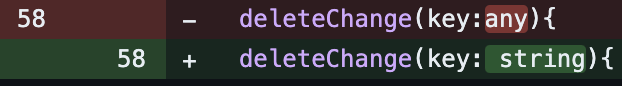 58 - deleteChange(key:any){
58 + deleteChange(key: string){